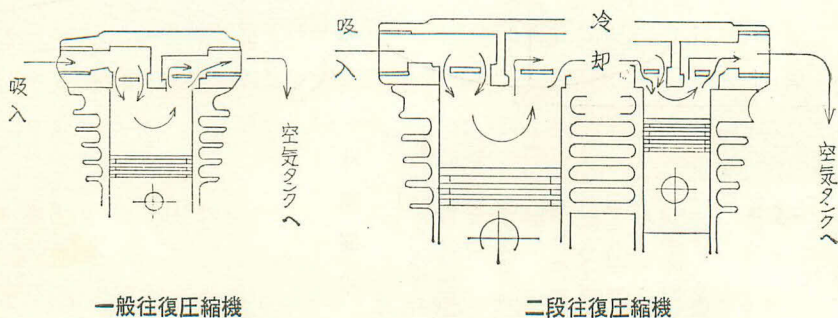 吸入
空気タンクへ
一般往復圧縮機
吸入
冷却
空気タンクへ
二段往復圧縮機